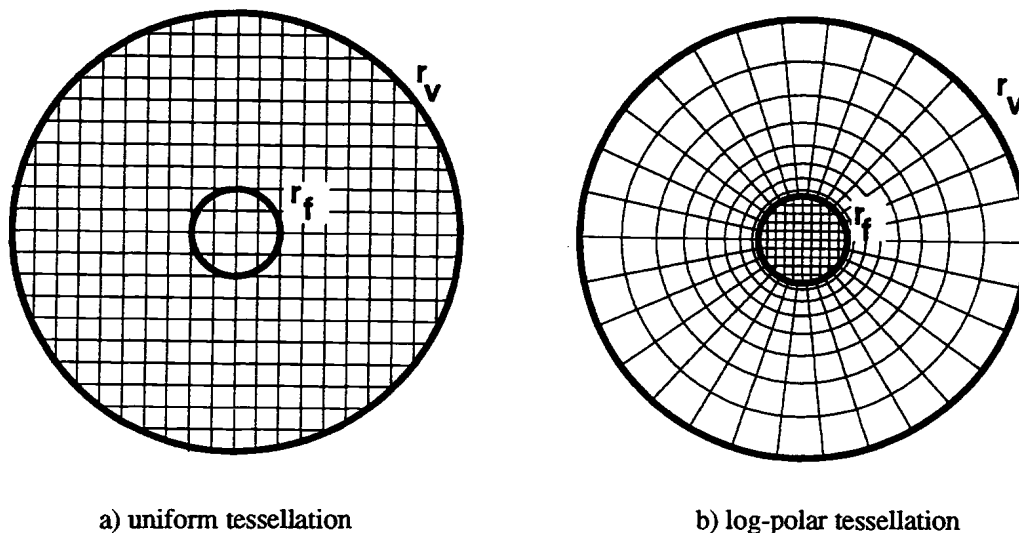 r_v
r_f
r_v
r_f
a) uniform tessellation
b) log-polar tessellation